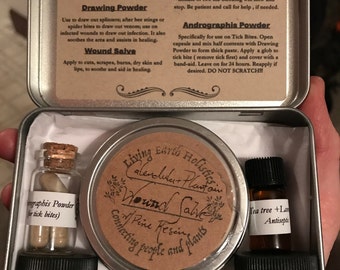 Drawing Powder
Use to draw out splinters; after bee stings or
spider bites to draw out venom; use on
infected wounds to draw out infection. It also
soothes the area and assists in healing.
Wound Salve
Apply to cuts, scrapes, burns, dry skin and
lips, to soothe and aid in healing.
stop. Be patient and call for help , if needed.
Andrographis Powder
Specifically for use on Tick Bites. Open
capsule and mix half contents with Drawing
Powder to form thick paste. Apply a glob to
tick bite ( remove tick first) and cover with a
band-aid. Leave on for 24 hours. Reapply if
desired. DO NOT SCRATCH!!!
ographis Powder
for tick bites)
Living Earth Holistics
Calendula + Plantain
Wound Salve
w/ Pine Resin
Connecting people and plants
Tea tree +La
Antiseptic